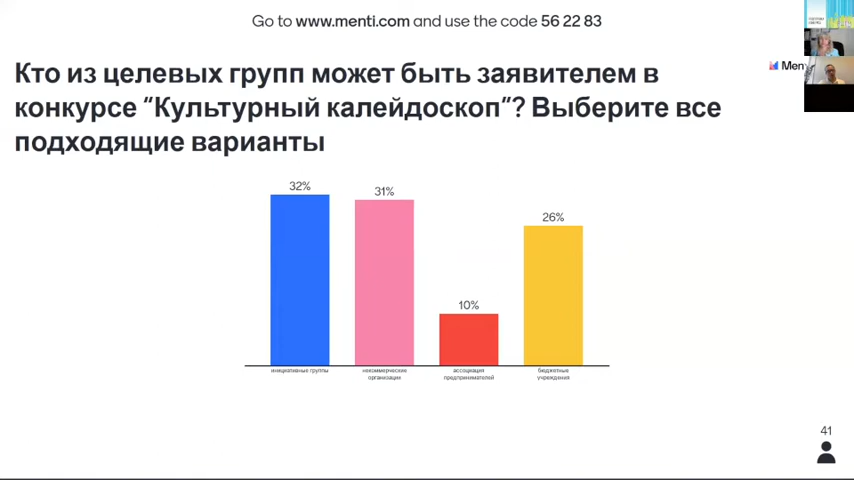 Go to www.menti.com and use the code 56 22 83
Кто из целевых групп может быть заявителем в
конкурсе “Культурный калейдоскоп”? Выберите все
подходящие варианты
32%
31%
10%
26%
инициативные группы
некоммерческие
организации
ассоциация
предпринимателей
бюджетные
учреждения
41